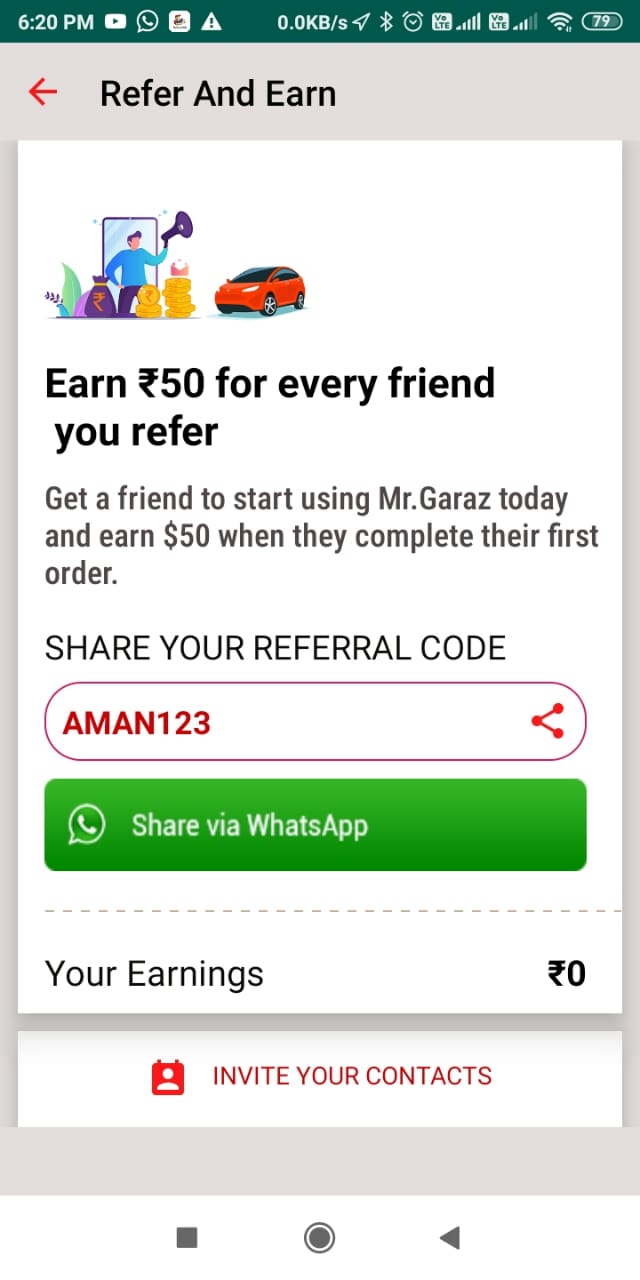 6:20 PM 0.0KB/s Vo LTE Vo LTE 79
Refer And Earn
₹
₹
Earn ₹50 for every friend
you refer
Get a friend to start using Mr.Garaz today
and earn $50 when they complete their first
order.
SHARE YOUR REFERRAL CODE
AMAN123
Share via WhatsApp
Your Earnings ₹0
INVITE YOUR CONTACTS